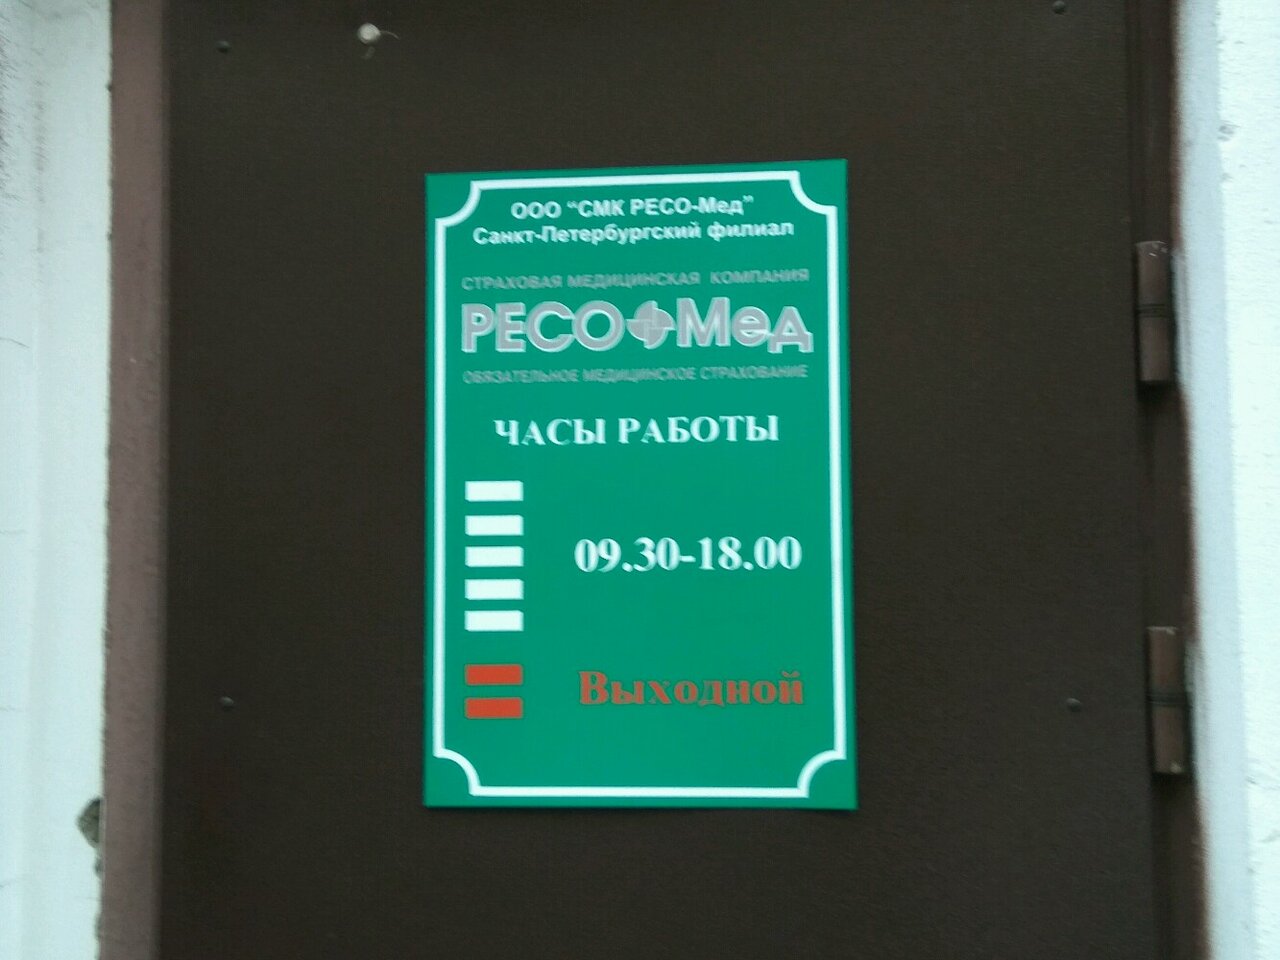 ООО “СМК РЕСО-Мед”
Санкт-Петербургский филиал
СТРАХОВАЯ МЕДИЦИНСКАЯ КОМПАНИЯ
РЕСО Мед
ОБЯЗАТЕЛЬНОЕ МЕДИЦИНСКОЕ СТРАХОВАНИЕ
ЧАСЫ РАБОТЫ
09.30-18.00
Выходной